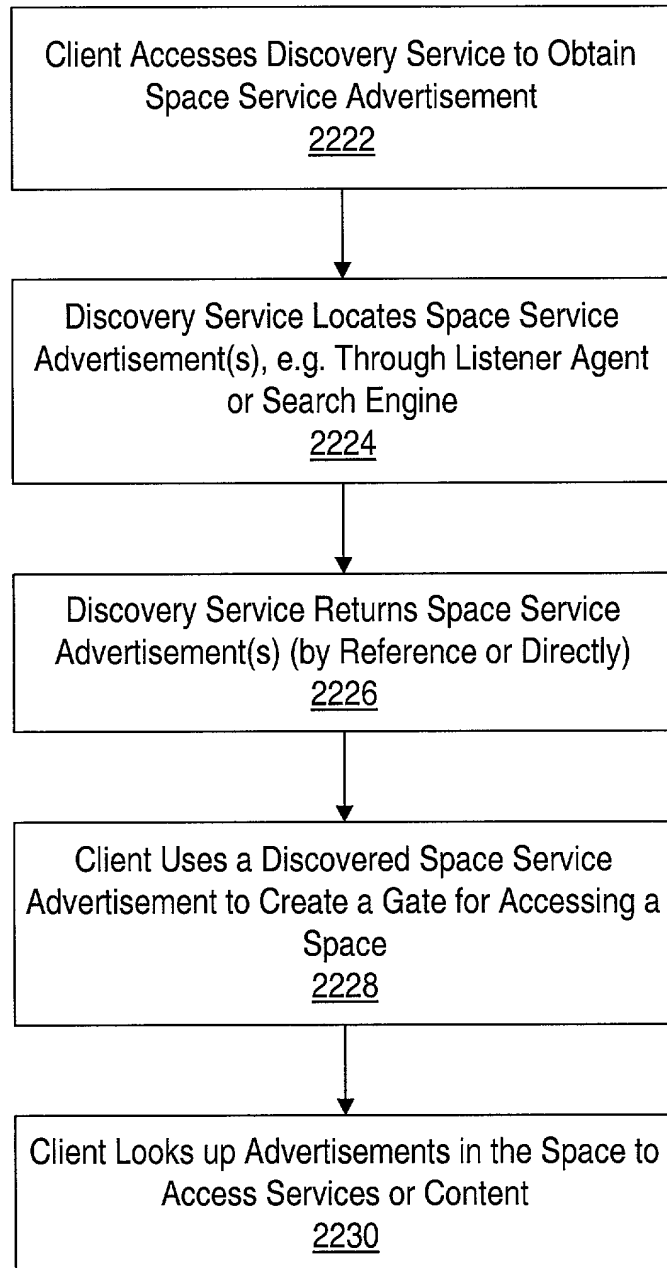 Client Accesses Discovery Service to Obtain
Space Service Advertisement
2222
Discovery Service Locates Space Service
Advertisement(s), e.g. Through Listener Agent
or Search Engine
2224
Discovery Service Returns Space Service
Advertisement(s) (by Reference or Directly)
2226
Client Uses a Discovered Space Service
Advertisement to Create a Gate for Accessing a
Space
2228
Client Looks up Advertisements in the Space to
Access Services or Content
2230